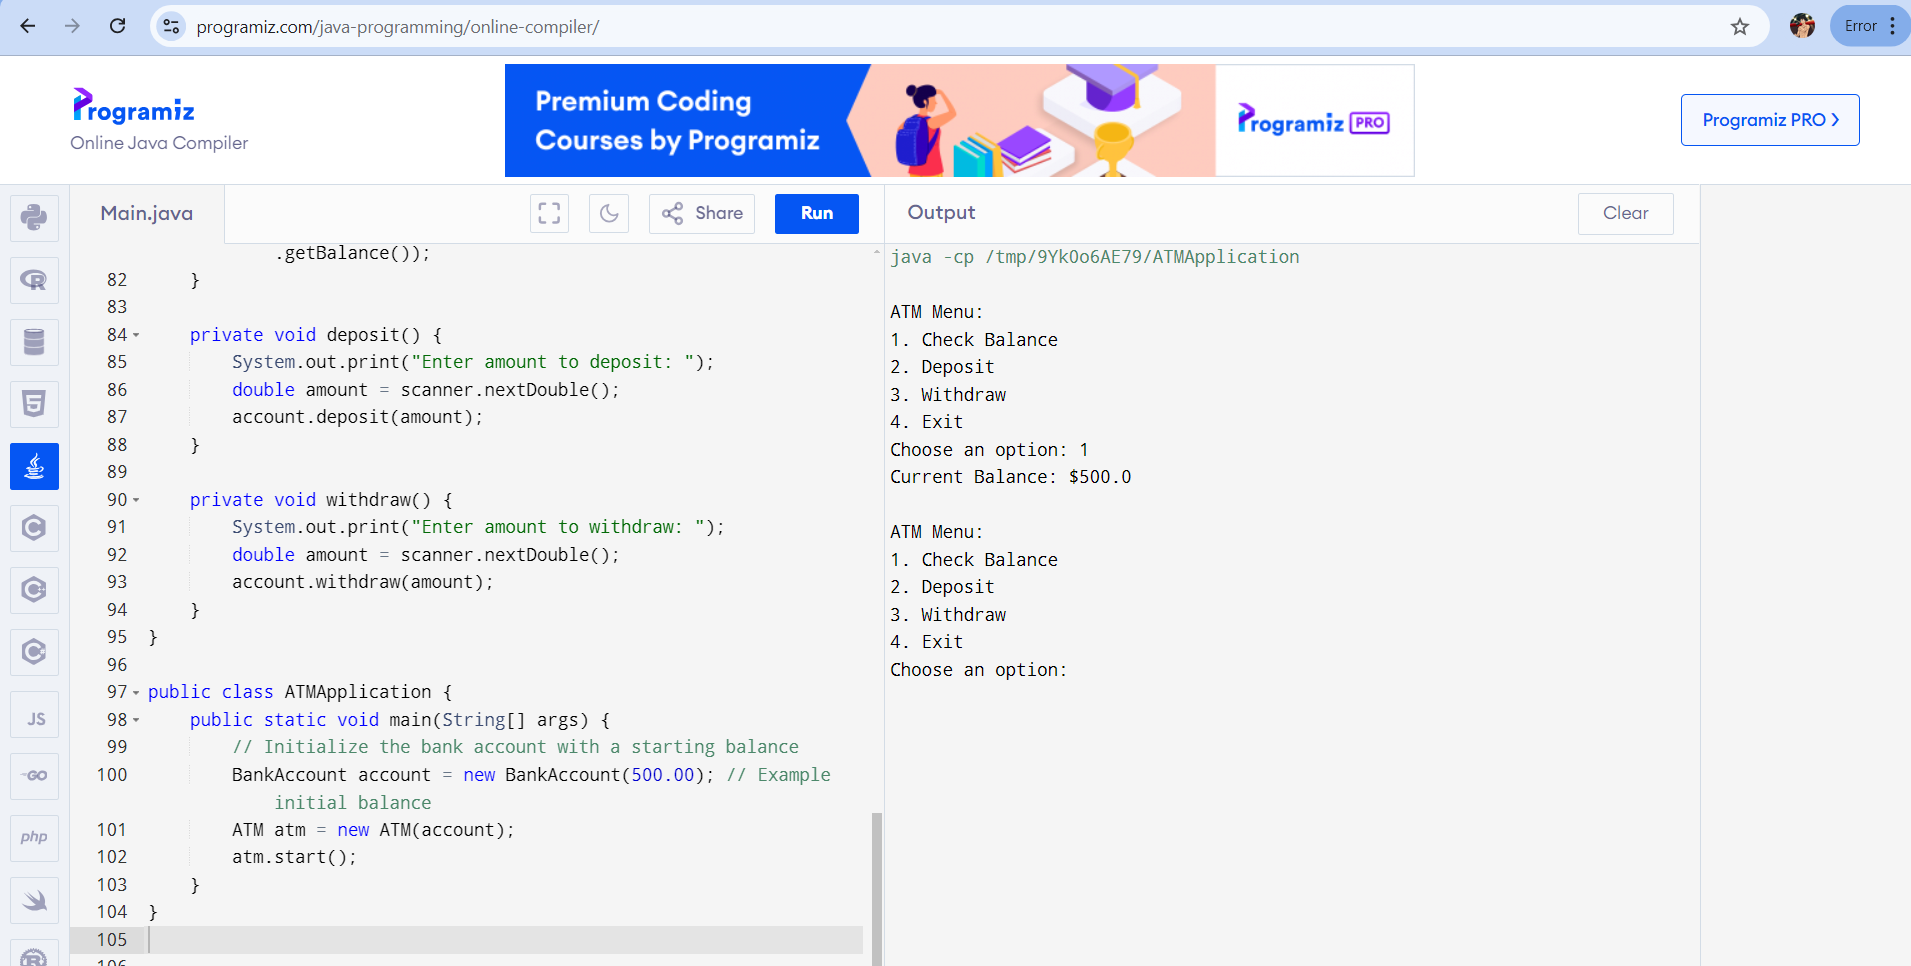 programiz.com/java-programming/online-compiler/
Error
Programiz
Online Java Compiler
Premium Coding
Courses by Programiz
Programiz PRO
Programiz PRO >
Main.java
Share
Run
Output
Clear
.getBalance());
82 }
83
84 private void deposit() {
85 System.out.print("Enter amount to deposit: ");
86 double amount = scanner.nextDouble();
87 account.deposit(amount);
88 }
89
90 private void withdraw() {
91 System.out.print("Enter amount to withdraw: ");
92 double amount = scanner.nextDouble();
93 account.withdraw(amount);
94 }
95 }
96
97 public class ATMApplication {
98 public static void main(String[] args) {
99 // Initialize the bank account with a starting balance
100 BankAccount account = new BankAccount(500.00); // Example
initial balance
101 ATM atm = new ATM(account);
102 atm.start();
103 }
104 }
105
106
java -cp /tmp/9Yk0o6AE79/ATMApplication
ATM Menu:
1. Check Balance
2. Deposit
3. Withdraw
4. Exit
Choose an option: 1
Current Balance: $500.0
ATM Menu:
1. Check Balance
2. Deposit
3. Withdraw
4. Exit
Choose an option:
R
5
C
C+
C#
JS
GO
php
R